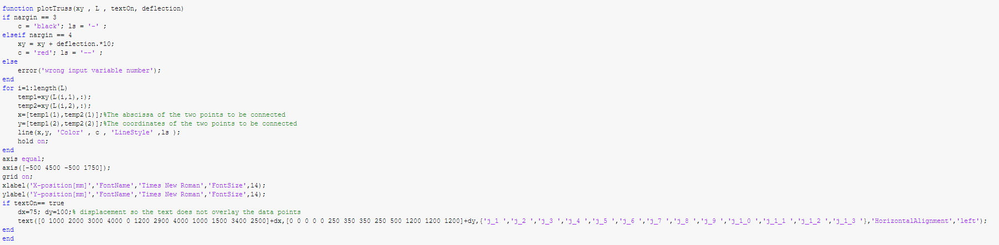 function plotTruss(xy , L , textOn, deflection)
if nargin == 3
    c = 'black'; ls = '-' ;
elseif nargin == 4
    xy = xy + deflection.*10;
    c = 'red'; ls = '--' ;
else
    error('wrong input variable number');
end
for i=1:length(L)
    temp1=xy(L(i,1),:);
    temp2=xy(L(i,2),:);
    x=[temp1(1),temp2(1)];%The abscissa of the two points to be connected
    y=[temp1(2),temp2(2)];%The coordinates of the two points to be connected
    line(x,y, 'Color' , c , 'LineStyle' ,ls );
    hold on;
end
axis equal;
axis([-500 4500 -500 1750]);
grid on;
xlabel('X-position[mm]','FontName','Times New Roman','FontSize',14);
ylabel('Y-position[mm]','FontName','Times New Roman','FontSize',14);
if textOn== true
    dx=75; dy=100;% displacement so the text does not overlay the data points
    text([0 1000 2000 3000 4000 0 1200 2900 4000 1000 1500 3400 2500]+dx,[0 0 0 0 0 250 350 350 250 500 1200 1200 1200]+dy,{'j_1 ','j_2 ','j_3 ','j_4 ','j_5 ','j_6 ','j_7 ','j_8 ','j_9 ','j_1_0 ','j_1_1 ','j_1_2 ','j_1_3 '},'HorizontalAlignment','left');
end
end